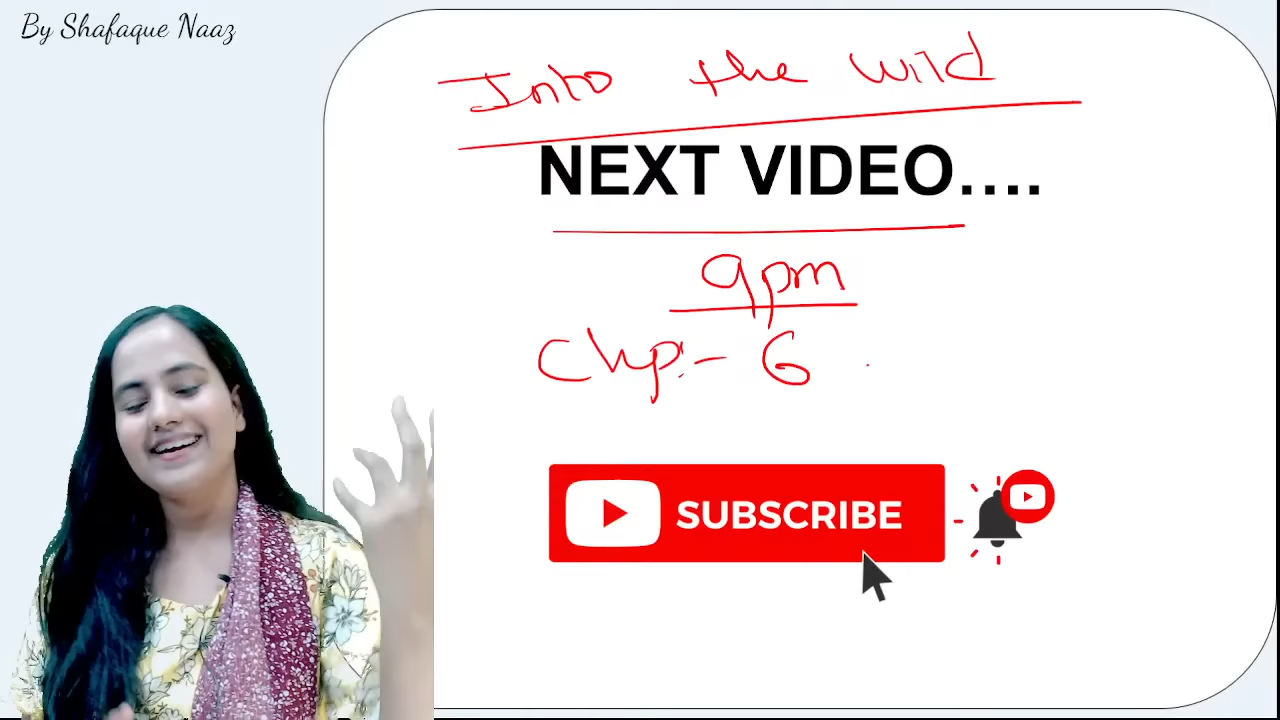 By Shafaque Naaz
Into the wild
NEXT VIDEO....
9pm
Chp:- 6
SUBSCRIBE